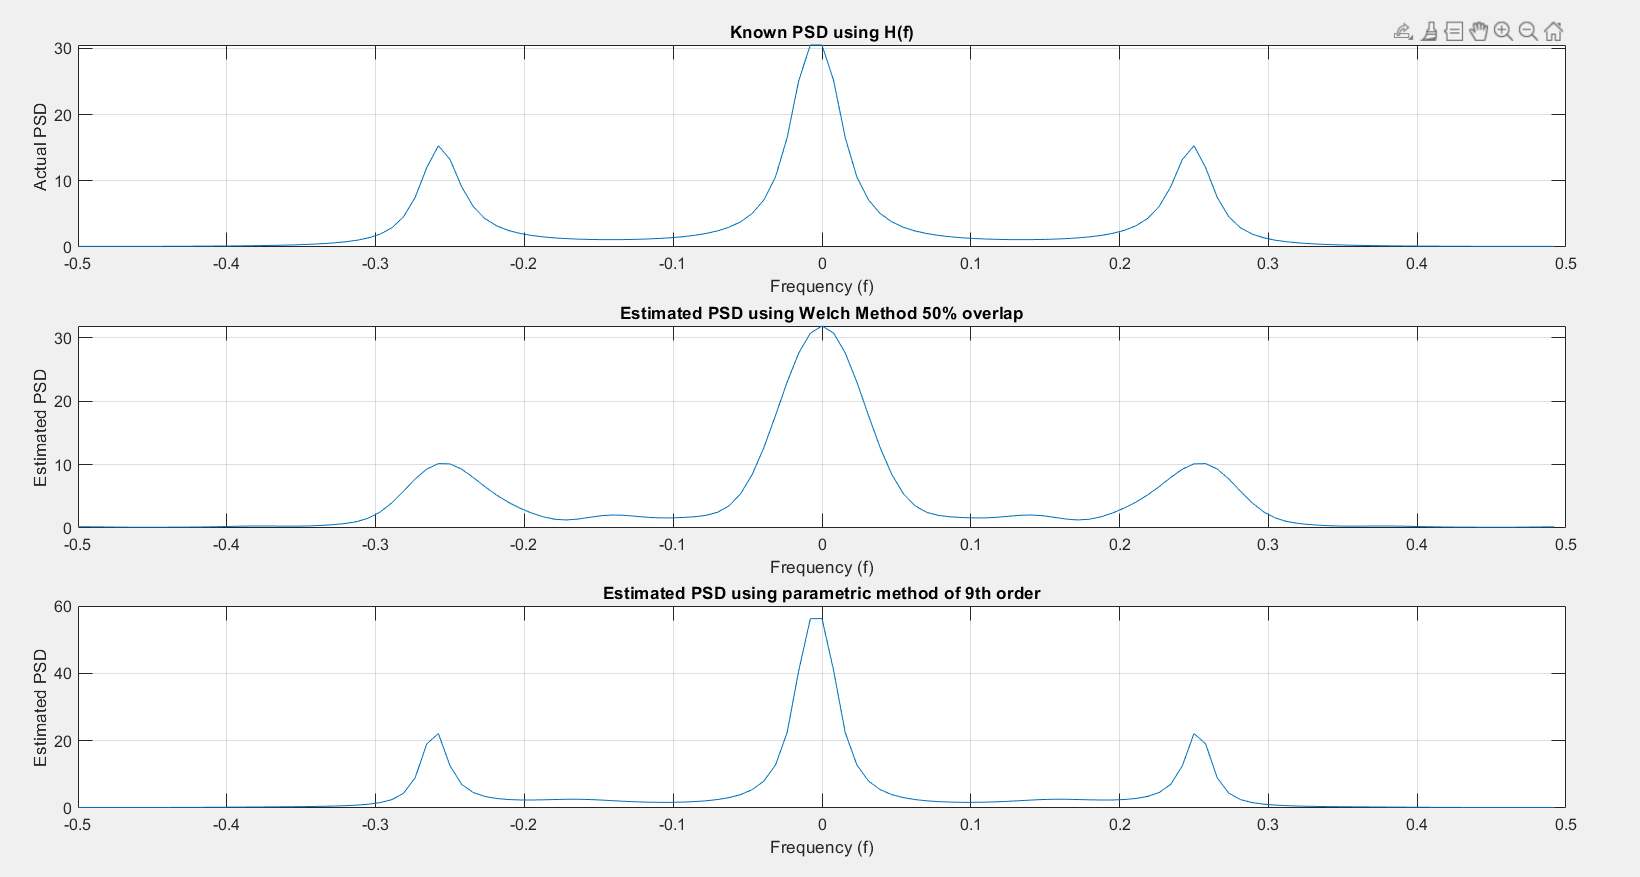 Known PSD using H(f)
30
20
10
0
Actual PSD
-0.5 -0.4 -0.3 -0.2 -0.1 0 0.1 0.2 0.3 0.4 0.5
Frequency (f)
Estimated PSD using Welch Method 50% overlap
30
20
10
0
Estimated PSD
-0.5 -0.4 -0.3 -0.2 -0.1 0 0.1 0.2 0.3 0.4 0.5
Frequency (f)
Estimated PSD using parametric method of 9th order
60
40
20
0
Estimated PSD
-0.5 -0.4 -0.3 -0.2 -0.1 0 0.1 0.2 0.3 0.4 0.5
Frequency (f)